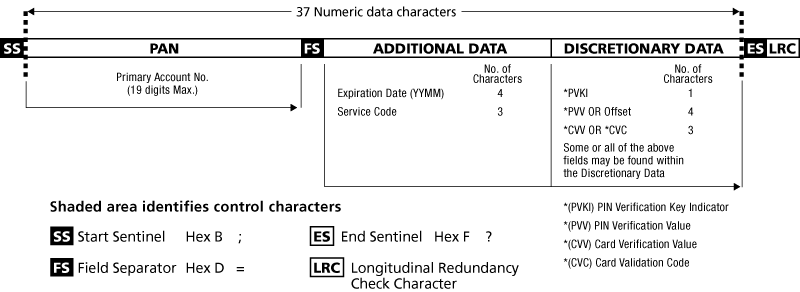 37 Numeric data characters
SS PAN FS ADDITIONAL DATA DISCRETIONARY DATA ES LRC
Primary Account No.
(19 digits Max.)
No. of
Characters
Expiration Date (YYMM) 4
Service Code 3
No. of
Characters
*PVKI 1
*PVV OR Offset 4
*CVV OR *CVC 3
Some or all of the above
fields may be found within
the Discretionary Data
Shaded area identifies control characters
SS Start Sentinel Hex B ;
ES End Sentinel Hex F ?
FS Field Separator Hex D =
LRC Longitudinal Redundancy
Check Character
*(PVKI) PIN Verification Key Indicator
*(PVV) PIN Verification Value
*(CVV) Card Verification Value
*(CVC) Card Validation Code